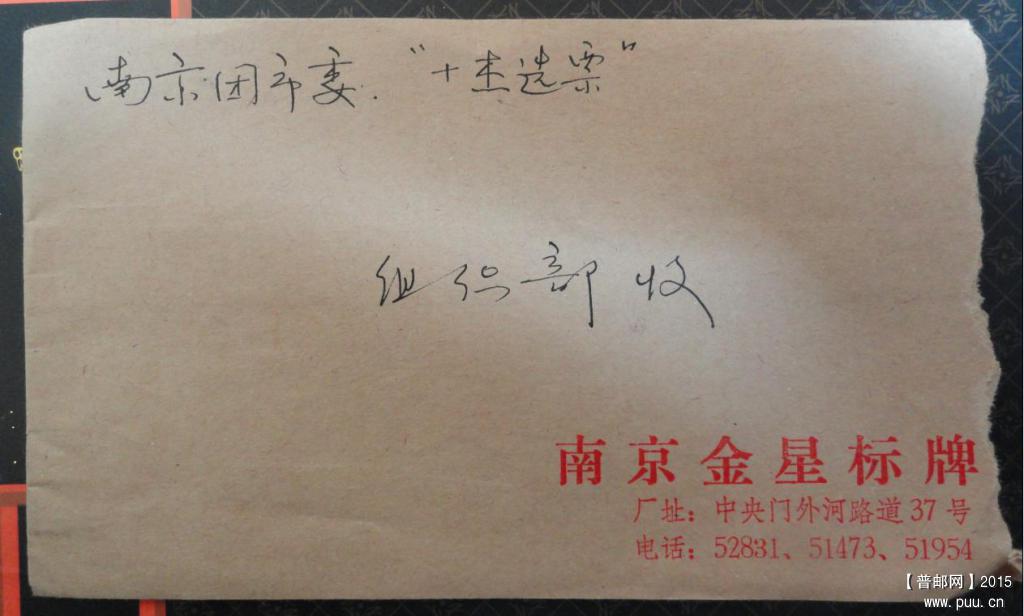 南京团市委."十杰选票"
组织部 收
南京金星标牌
厂址：中央门外河路道37号
电话：52831、51473、51954
【普邮网】2015
www.puu.cn